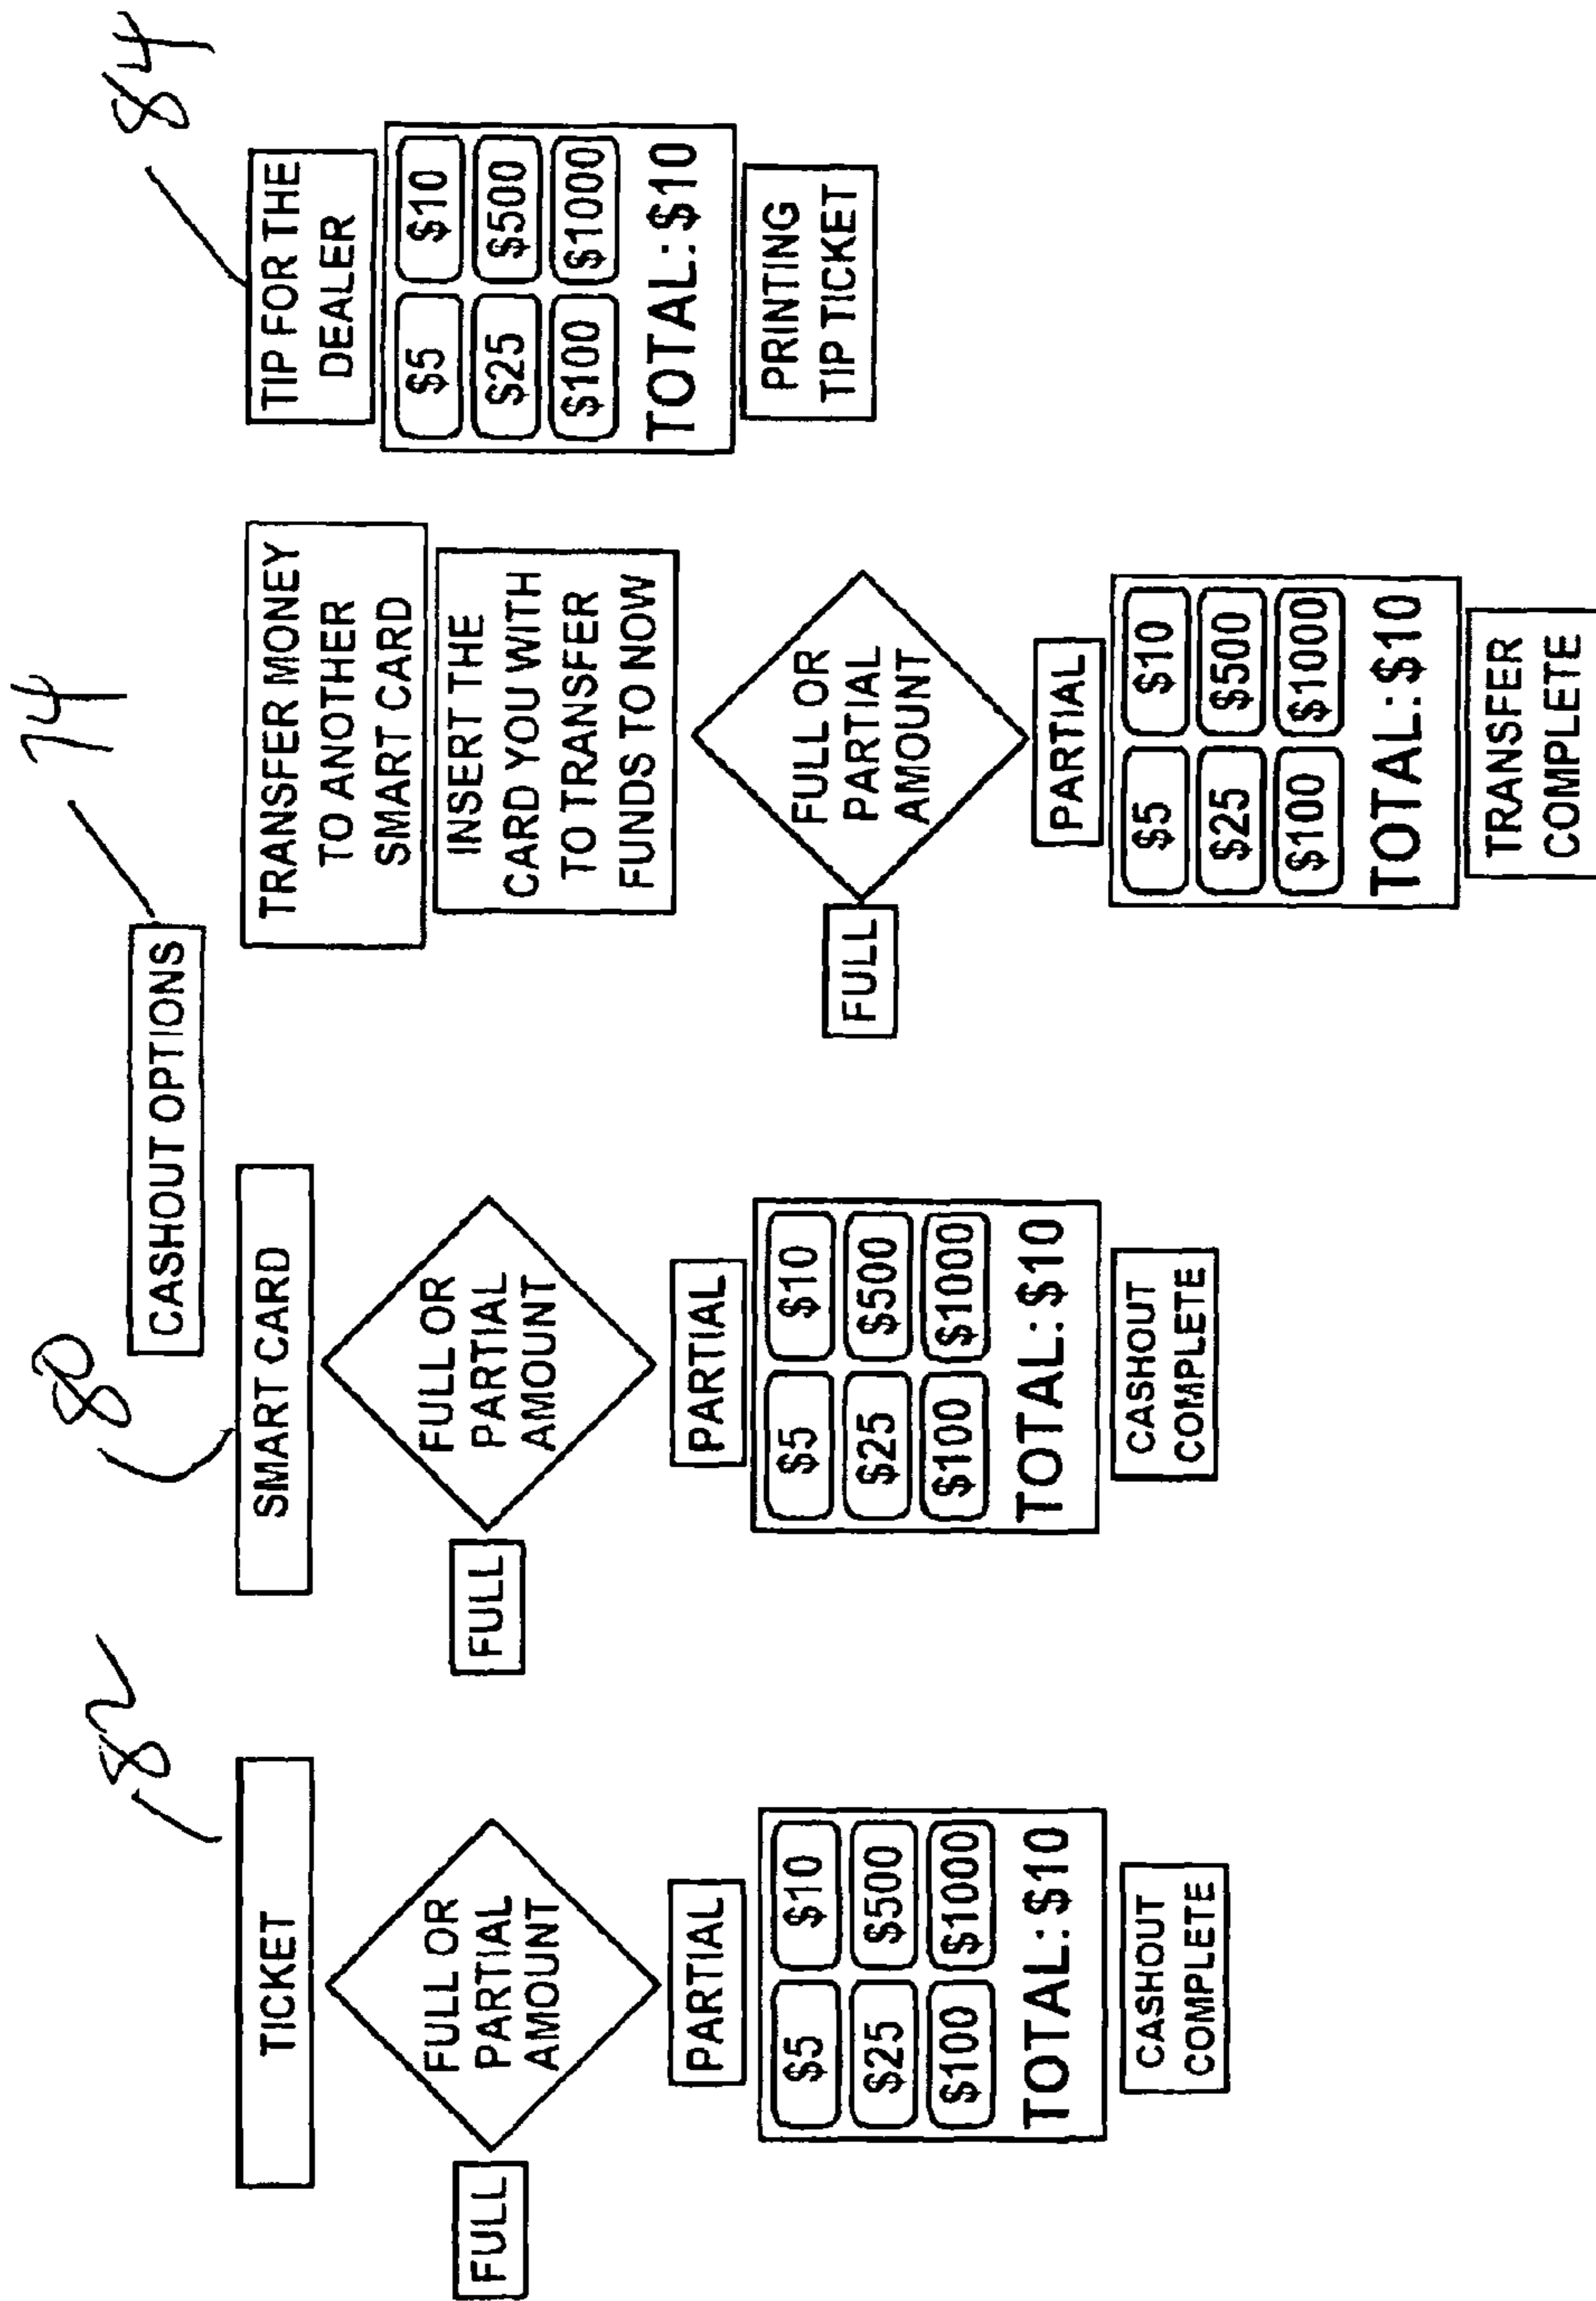 74
CASHOUT OPTIONS
82
TICKET
FULL OR
PARTIAL
AMOUNT
FULL
PARTIAL
$5 $10
$25 $500
$100 $1000
TOTAL: $10
CASHOUT
COMPLETE
80
SMART CARD
FULL OR
PARTIAL
AMOUNT
FULL
PARTIAL
$5 $10
$25 $500
$100 $1000
TOTAL: $10
CASHOUT
COMPLETE
TRANSFER MONEY
TO ANOTHER
SMART CARD
INSERT THE
CARD YOU WITH
TO TRANSFER
FUNDS TO NOW
FULL OR
PARTIAL
AMOUNT
FULL
PARTIAL
$5 $10
$25 $500
$100 $1000
TOTAL: $10
TRANSFER
COMPLETE
84
TIP FOR THE
DEALER
$5 $10
$25 $500
$100 $1000
TOTAL: $10
PRINTING
TIP TICKET